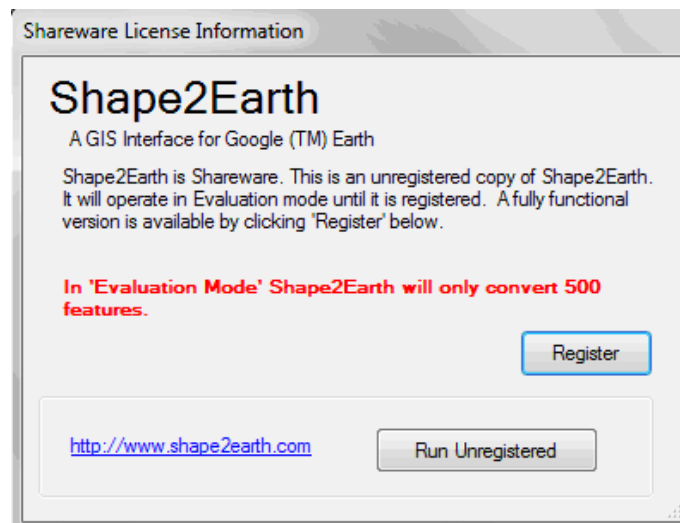 Shareware License Information
Shape2Earth
A GIS Interface for Google (TM) Earth
Shape2Earth is Shareware. This is an unregistered copy of Shape2Earth.
It will operate in Evaluation mode until it is registered. A fully functional
version is available by clicking 'Register' below.
In 'Evaluation Mode' Shape2Earth will only convert 500
features.
Register
http://www.shape2earth.com
Run Unregistered